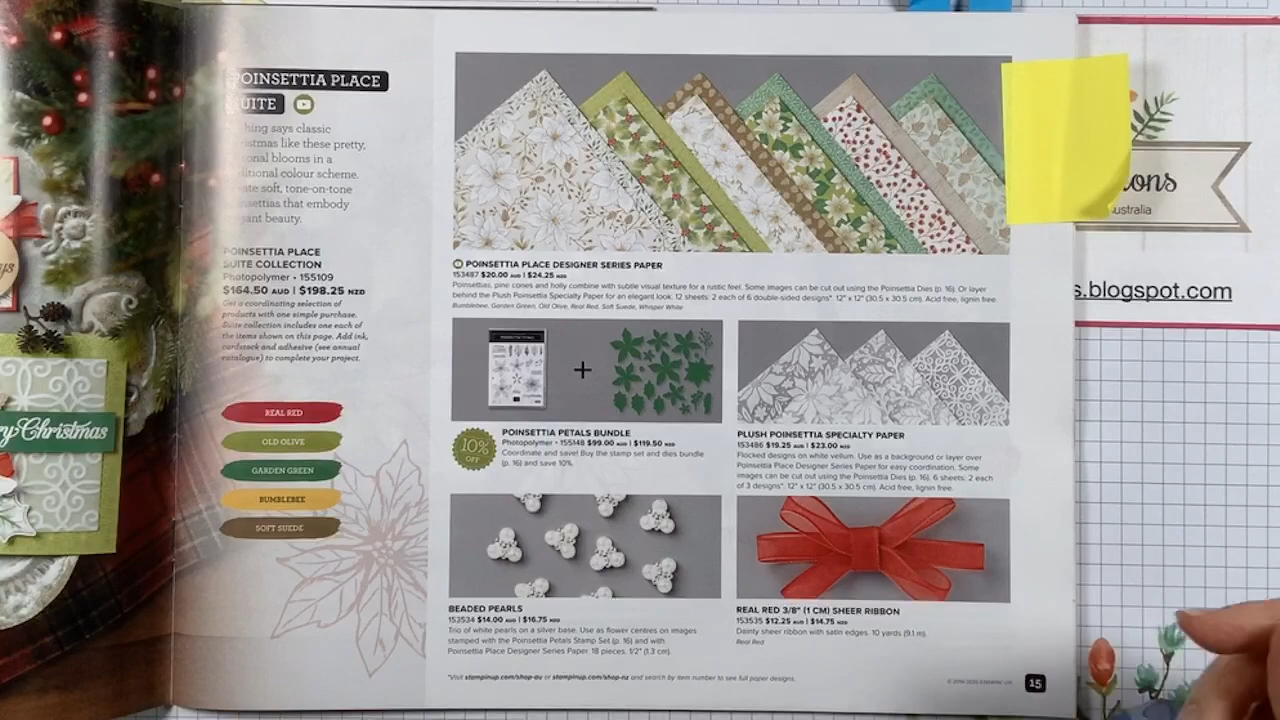 POINSETTIA PLACE
SUITE
hing says classic
istmas like these pretty,
onal blooms in a
ditional colour scheme.
ate soft, tone-on-tone
nsettias that embody
gant beauty.
POINSETTIA PLACE
SUITE COLLECTION
Photopolymer • 155109
$164.50 AUD | $198.25 NZD
Get a coordinating selection of
products with one simple purchase.
Suite collection includes one each of
the items shown on this page. Add ink,
cardstock and adhesive (see annual
catalogue) to complete your project.
REAL RED
OLD OLIVE
GARDEN GREEN
BUMBLEBEE
SOFT SUEDE
ry Christmas
POINSETTIA PLACE DESIGNER SERIES PAPER
153487 $20.00 AUD | $24.25 NZD
Poinsettias, pine cones and holly combine with subtle visual texture for a rustic feel. Some images can be cut out using the Poinsettia Dies (p. 16). Or layer
behind the Plush Poinsettia Specialty Paper for an elegant look. 12 sheets: 2 each of 6 double-sided designs*. 12" x 12" (30.5 x 30.5 cm). Acid free, lignin free.
Bumblebee, Garden Green, Old Olive, Real Red, Soft Suede, Whisper White
+
10%
OFF
POINSETTIA PETALS BUNDLE
Photopolymer • 155148 $99.00 AUD | $119.50 NZD
Coordinate and save! Buy the stamp set and dies bundle
(p. 16) and save 10%.
PLUSH POINSETTIA SPECIALTY PAPER
153486 $19.25 AUD | $23.00 NZD
Flocked designs on white vellum. Use as a background or layer over
Poinsettia Place Designer Series Paper for easy coordination. Some
images can be cut out using the Poinsettia Dies (p. 16). 6 sheets: 2 each
of 3 designs*. 12" x 12" (30.5 x 30.5 cm). Acid free, lignin free.
BEADED PEARLS
153534 $14.00 AUD | $16.75 NZD
Trio of white pearls on a silver base. Use as flower centres on images
stamped with the Poinsettia Petals Stamp Set (p. 16) and with
Poinsettia Place Designer Series Paper. 18 pieces. 1/2" (1.3 cm).
REAL RED 3/8" (1 CM) SHEER RIBBON
153535 $12.25 AUD | $14.75 NZD
Dainty sheer ribbon with satin edges. 10 yards (9.1 m).
Real Red
*Visit stampinup.com/shop-au or stampinup.com/shop-nz and search by item number to see full paper designs.
15
ons
ustralia
s.blogspot.com